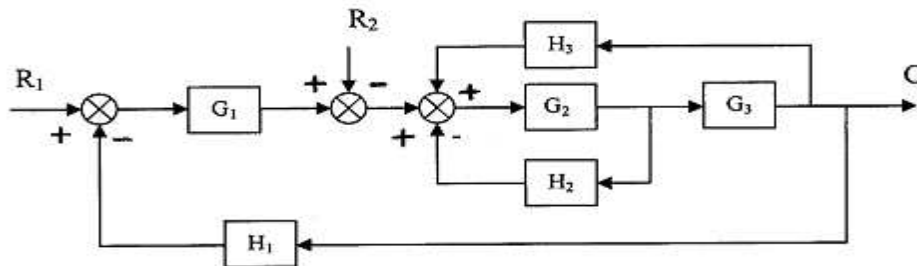 R₂
H₃
R₁
C
+ − +
G₁
G₂
G₃
+ − + -
H₂
H₁